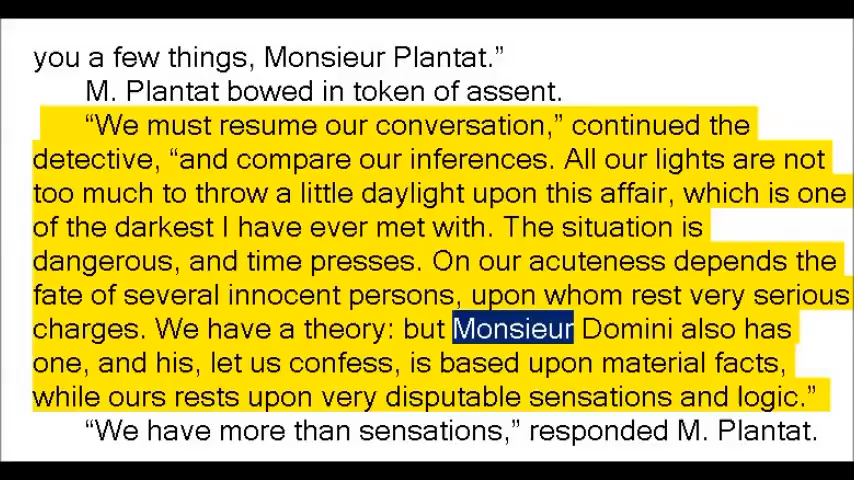 you a few things, Monsieur Plantat.”
M. Plantat bowed in token of assent.
“We must resume our conversation,” continued the
detective, “and compare our inferences. All our lights are not
too much to throw a little daylight upon this affair, which is one
of the darkest I have ever met with. The situation is
dangerous, and time presses. On our acuteness depends the
fate of several innocent persons, upon whom rest very serious
charges. We have a theory: but Monsieur Domini also has
one, and his, let us confess, is based upon material facts,
while ours rests upon very disputable sensations and logic.”
“We have more than sensations,” responded M. Plantat.